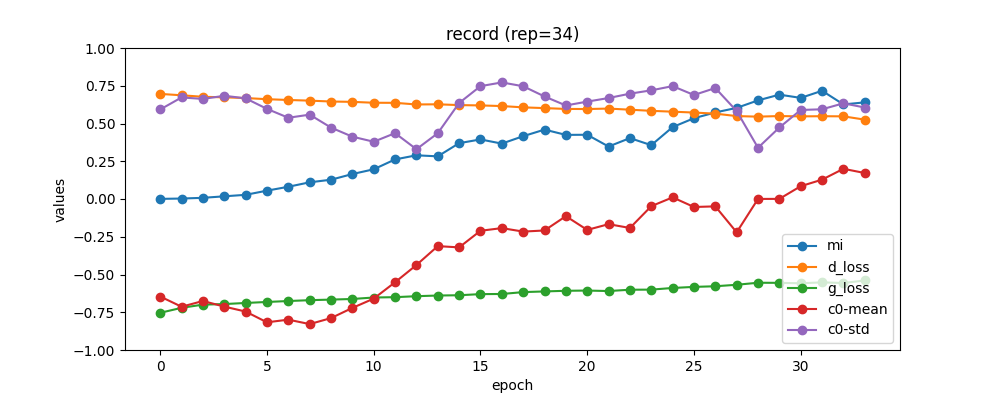 record (rep=34)
1.00
0.75
0.50
0.25
0.00
−0.25
−0.50
−0.75
−1.00
values
0 5 10 15 20 25 30
epoch
mi
d_loss
g_loss
c0-mean
c0-std